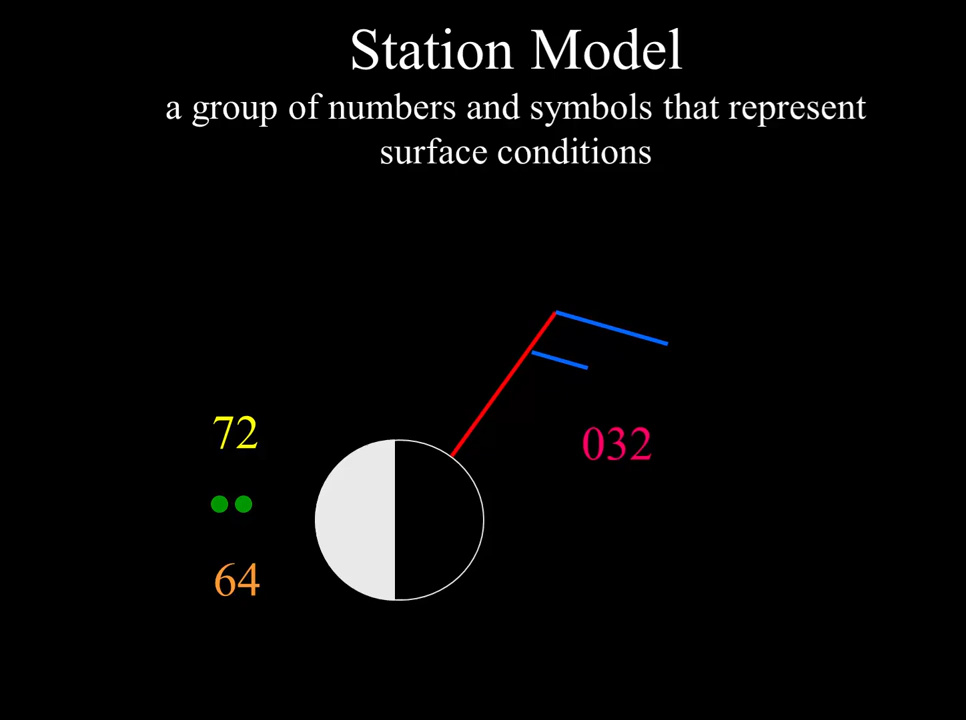 Station Model
a group of numbers and symbols that represent
surface conditions
72
032
64